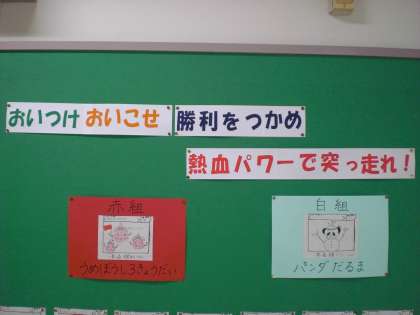 おいつけ おいこせ 勝利をつかめ
熱血パワーで突っ走れ！
赤組
うめぼうし3きょうだい
白組
パンダだるま